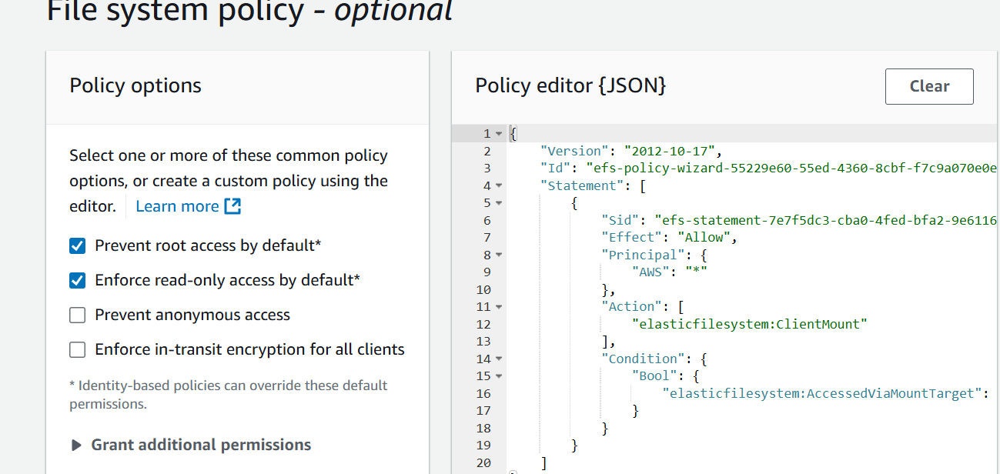 File system policy - optional
Policy options
Select one or more of these common policy
options, or create a custom policy using the
editor. Learn more
Prevent root access by default*
Enforce read-only access by default*
Prevent anonymous access
Enforce in-transit encryption for all clients
* Identity-based policies can override these default
permissions.
Grant additional permissions
Policy editor {JSON}
Clear
1 {
2 "Version": "2012-10-17",
3 "Id": "efs-policy-wizard-55229e60-55ed-4360-8cbf-f7c9a070e0e
4 "Statement": [
5 {
6 "Sid": "efs-statement-7e7f5dc3-cba0-4fed-bfa2-9e6116
7 "Effect": "Allow",
8 "Principal": {
9 "AWS": "*"
10 },
11 "Action": [
12 "elasticfilesystem:ClientMount"
13 ],
14 "Condition": {
15 "Bool": {
16 "elasticfilesystem:AccessedViaMountTarget":
17 }
18 }
19 }
20 ]